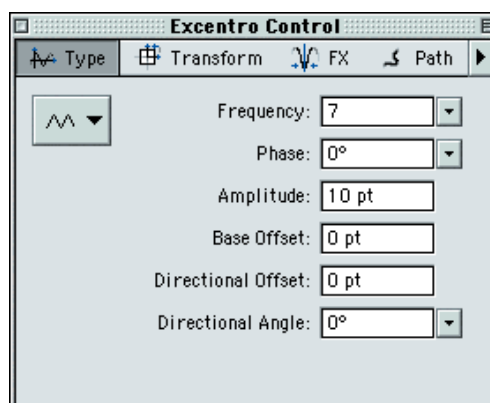 Excentro Control
Type Transform FX Path
Frequency: 7
Phase: 0°
Amplitude: 10 pt
Base Offset: 0 pt
Directional Offset: 0 pt
Directional Angle: 0°